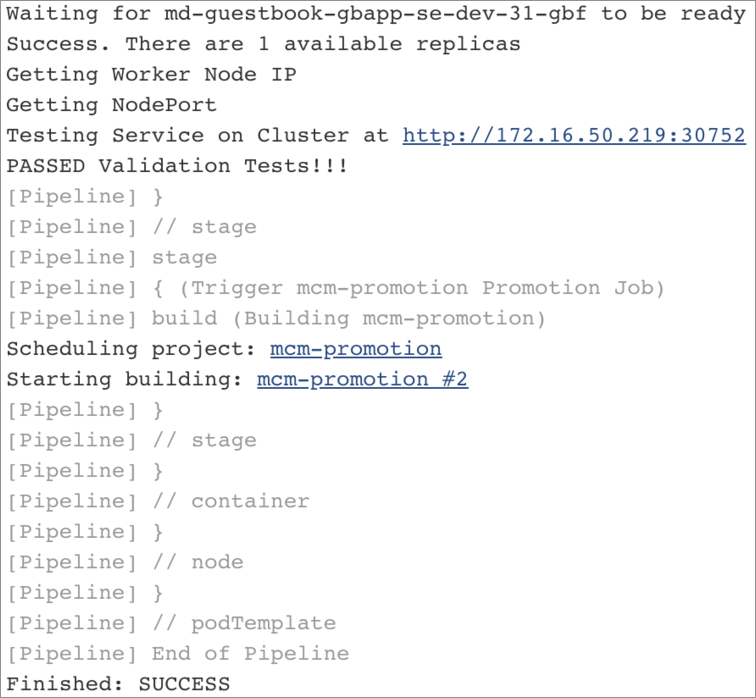 Waiting for md-guestbook-gbapp-se-dev-31-gbf to be ready
Success. There are 1 available replicas
Getting Worker Node IP
Getting NodePort
Testing Service on Cluster at http://172.16.50.219:30752
PASSED Validation Tests!!!
[Pipeline] }
[Pipeline] // stage
[Pipeline] stage
[Pipeline] { (Trigger mcm-promotion Promotion Job)
[Pipeline] build (Building mcm-promotion)
Scheduling project: mcm-promotion
Starting building: mcm-promotion #2
[Pipeline] }
[Pipeline] // stage
[Pipeline] }
[Pipeline] // container
[Pipeline] }
[Pipeline] // node
[Pipeline] }
[Pipeline] // podTemplate
[Pipeline] End of Pipeline
Finished: SUCCESS